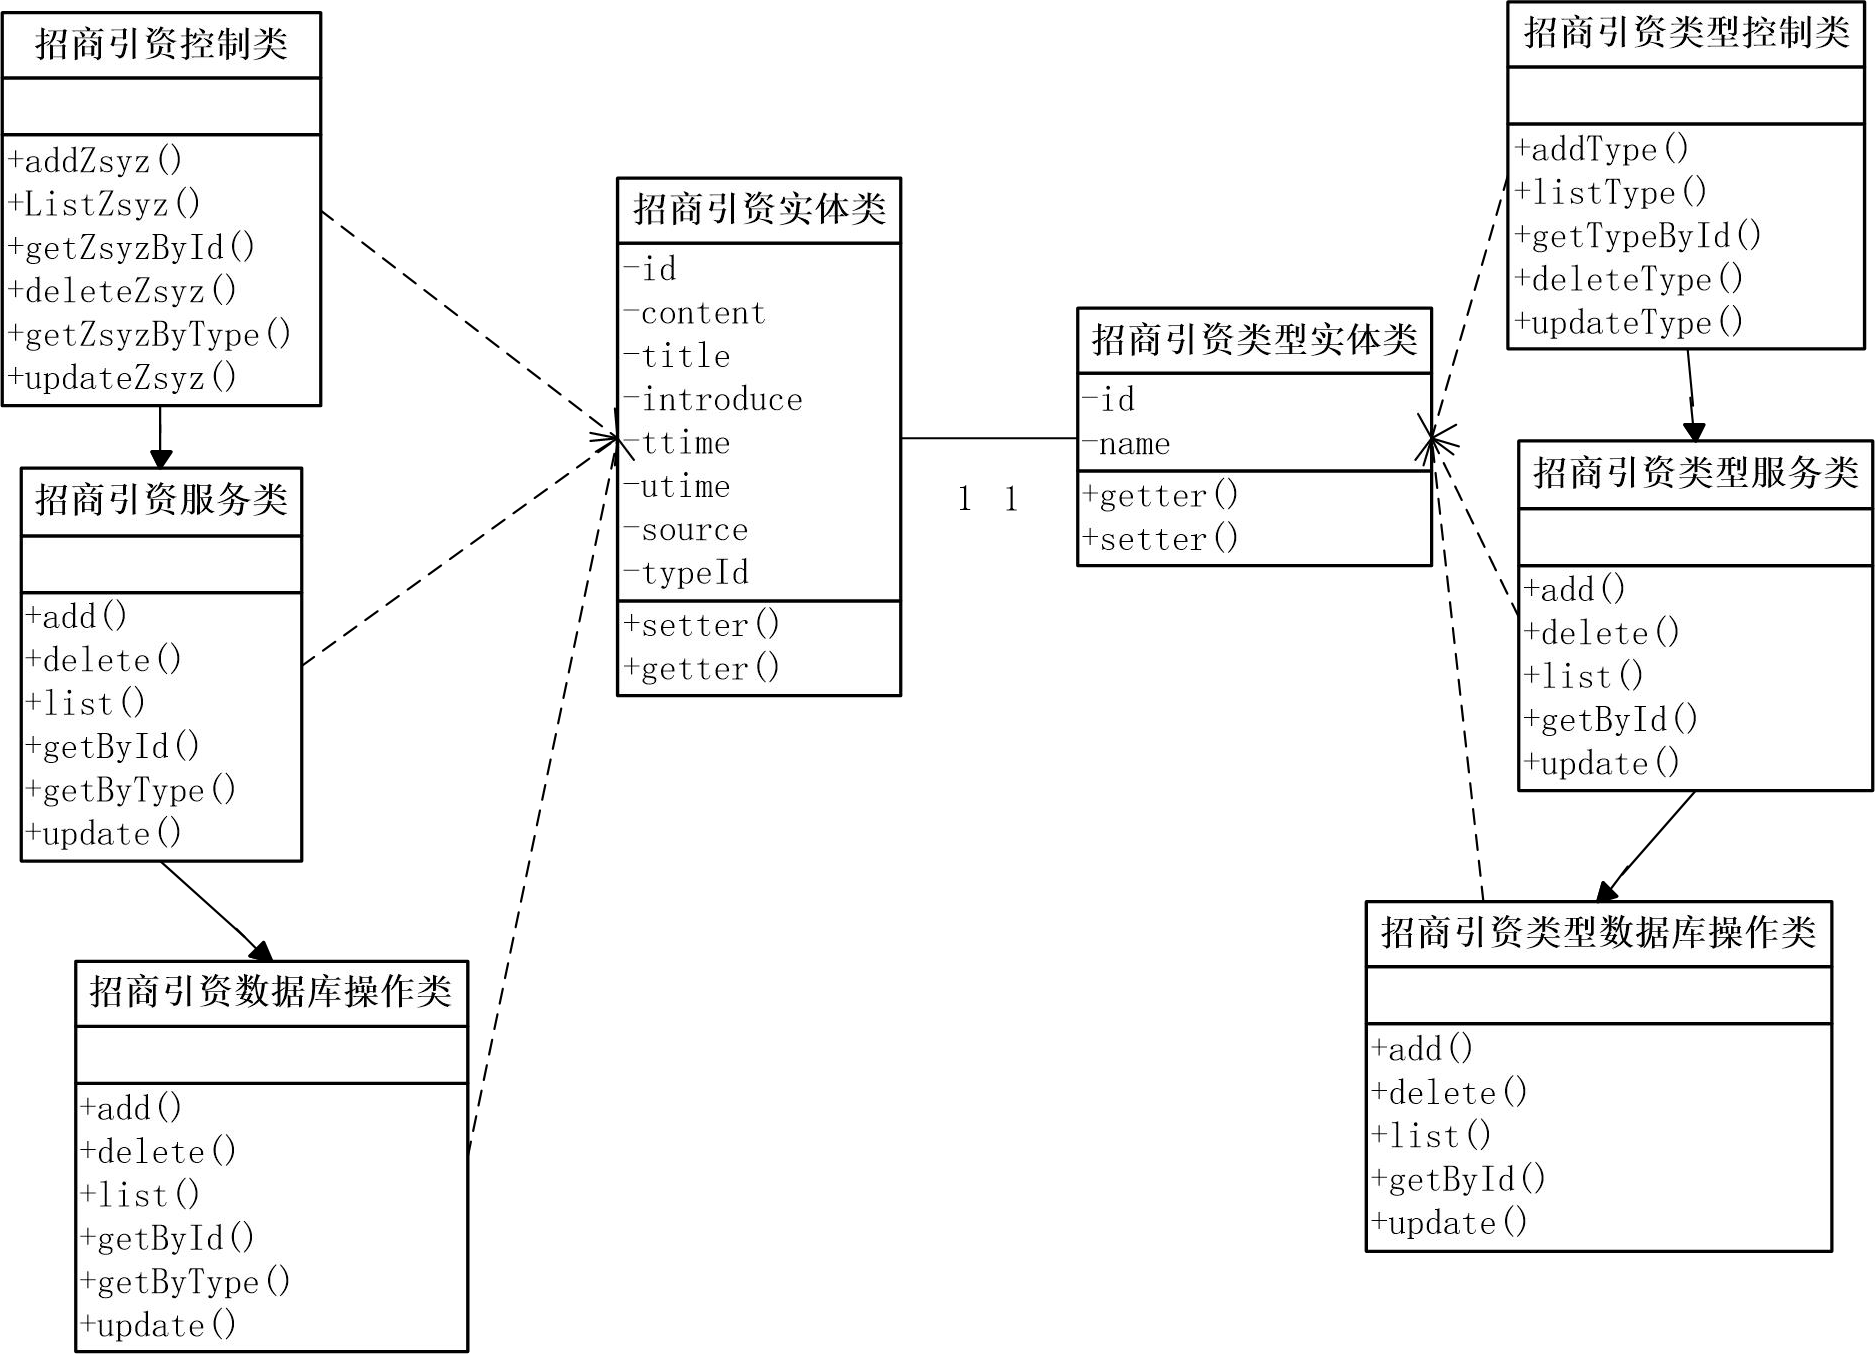 招商引资控制类
+addZsyz()
+ListZsyz()
+getZsyzById()
+deleteZsyz()
+getZsyzByType()
+updateZsyz()
招商引资服务类
+add()
+delete()
+list()
+getById()
+getByType()
+update()
招商引资数据库操作类
+add()
+delete()
+list()
+getById()
+getByType()
+update()
招商引资实体类
-id
-content
-title
-introduce
-ttime
-utime
-source
-typeId
+setter()
+getter()
1 1
招商引资类型实体类
-id
-name
+getter()
+setter()
招商引资类型控制类
+addType()
+listType()
+getTypeById()
+deleteType()
+updateType()
招商引资类型服务类
+add()
+delete()
+list()
+getById()
+update()
招商引资类型数据库操作类
+add()
+delete()
+list()
+getById()
+update()